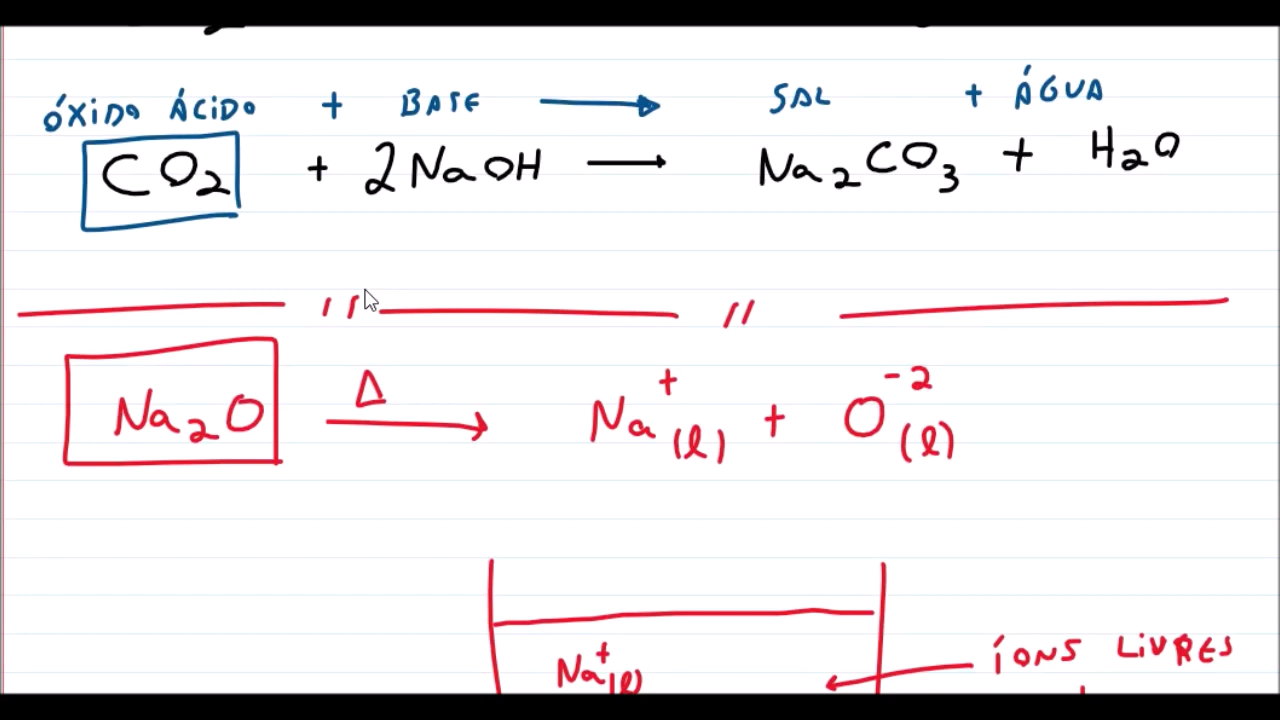 ÓXIDO ÁCIDO + BASE → SAL + ÁGUA
CO₂ + 2NaOH → Na₂CO₃ + H₂O
Na₂O Δ→ Na⁺(l) + O⁻²(l)
Na⁺(l) ÍONS LIVRES